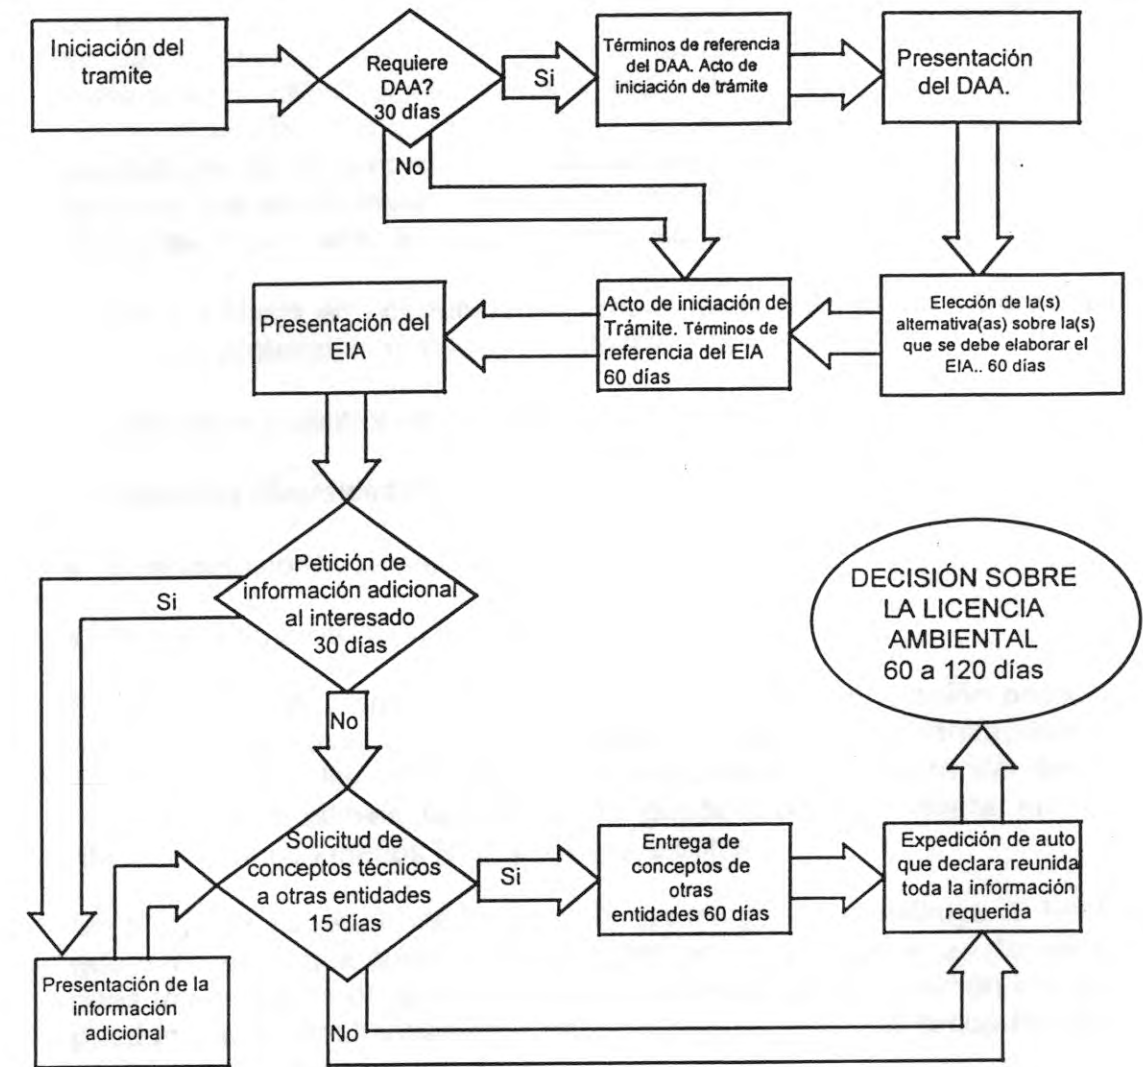 Iniciación del
tramite
Requiere
DAA?
30 días
Si
Términos de referencia
del DAA. Acto de
iniciación de trámite
Presentación
del DAA.
No
Presentación del
EIA
Acto de iniciación de
Trámite. Términos de
referencia del EIA
60 días
Elección de la(s)
alternativa(as) sobre la(s)
que se debe elaborar el
EIA.. 60 días
Petición de
información adicional
al interesado
30 días
Si
No
DECISIÓN SOBRE
LA LICENCIA
AMBIENTAL
60 a 120 días
Solicitud de
conceptos técnicos
a otras entidades
15 días
Si
Entrega de
conceptos de
otras
entidades 60 días
Expedición de auto
que declara reunida
toda la información
requerida
Presentación de la
información
adicional
No